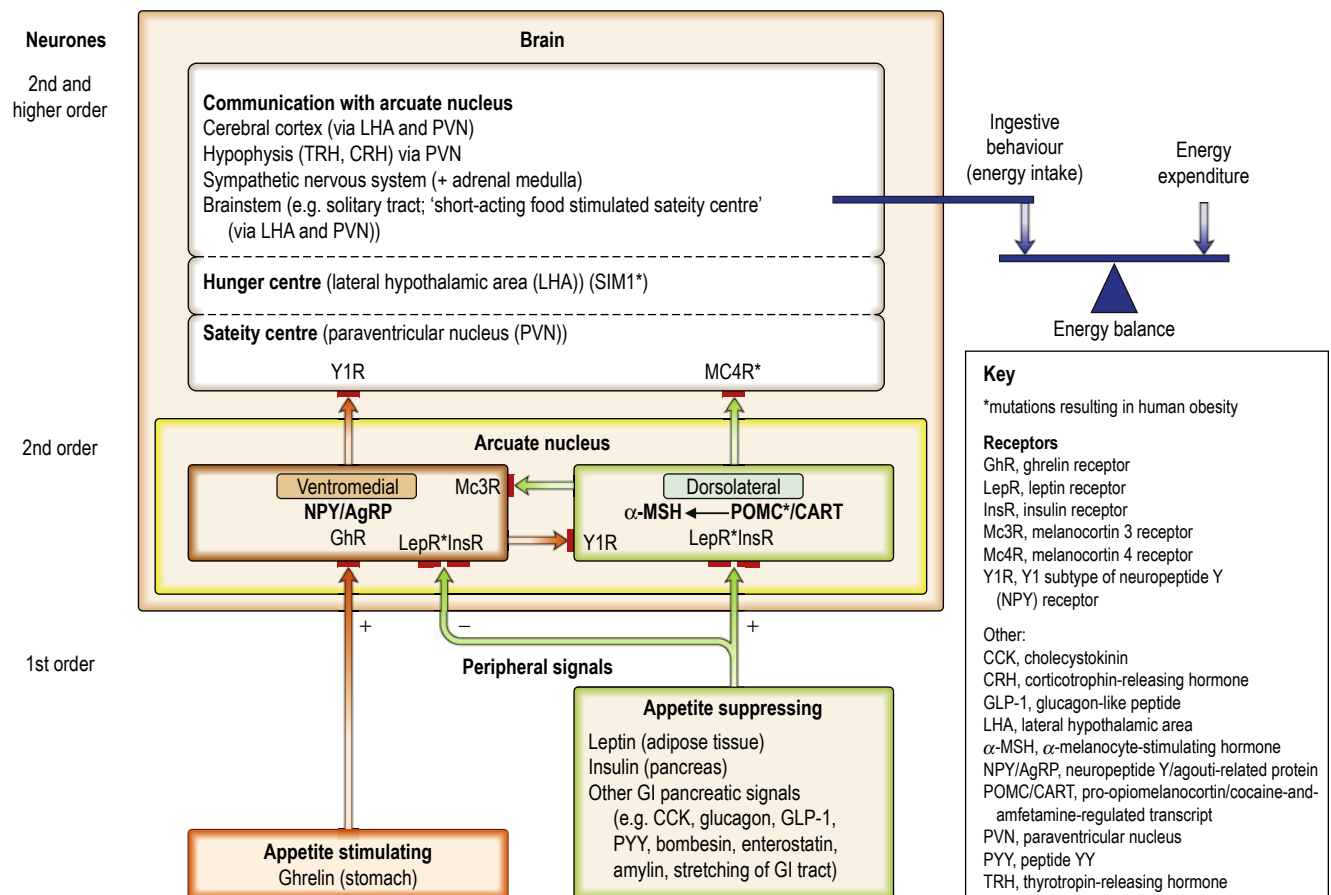 Neurones
Brain
2nd and
higher order
Communication with arcuate nucleus
Cerebral cortex (via LHA and PVN)
Hypophysis (TRH, CRH) via PVN
Sympathetic nervous system (+ adrenal medulla)
Brainstem (e.g. solitary tract; ‘short-acting food stimulated sateity centre’
(via LHA and PVN))
Hunger centre (lateral hypothalamic area (LHA)) (SIM1*)
Sateity centre (paraventricular nucleus (PVN))
Y1R
MC4R*
Ingestive
behaviour
(energy intake)
Energy
expenditure
Energy balance
2nd order
Arcuate nucleus
Ventromedial
NPY/AgRP
GhR
LepR*InsR
Mc3R
Y1R
Dorsolateral
α-MSH POMC*/CART
LepR*InsR
+
–
+
1st order
Peripheral signals
Appetite suppressing
Leptin (adipose tissue)
Insulin (pancreas)
Other GI pancreatic signals
(e.g. CCK, glucagon, GLP-1,
PYY, bombesin, enterostatin,
amylin, stretching of GI tract)
Appetite stimulating
Ghrelin (stomach)
Key
*mutations resulting in human obesity
Receptors
GhR, ghrelin receptor
LepR, leptin receptor
InsR, insulin receptor
Mc3R, melanocortin 3 receptor
Mc4R, melanocortin 4 receptor
Y1R, Y1 subtype of neuropeptide Y
(NPY) receptor
Other:
CCK, cholecystokinin
CRH, corticotrophin-releasing hormone
GLP-1, glucagon-like peptide
LHA, lateral hypothalamic area
α-MSH, α-melanocyte-stimulating hormone
NPY/AgRP, neuropeptide Y/agouti-related protein
POMC/CART, pro-opiomelanocortin/cocaine-and-
amfetamine-regulated transcript
PVN, paraventricular nucleus
PYY, peptide YY
TRH, thyrotropin-releasing hormone